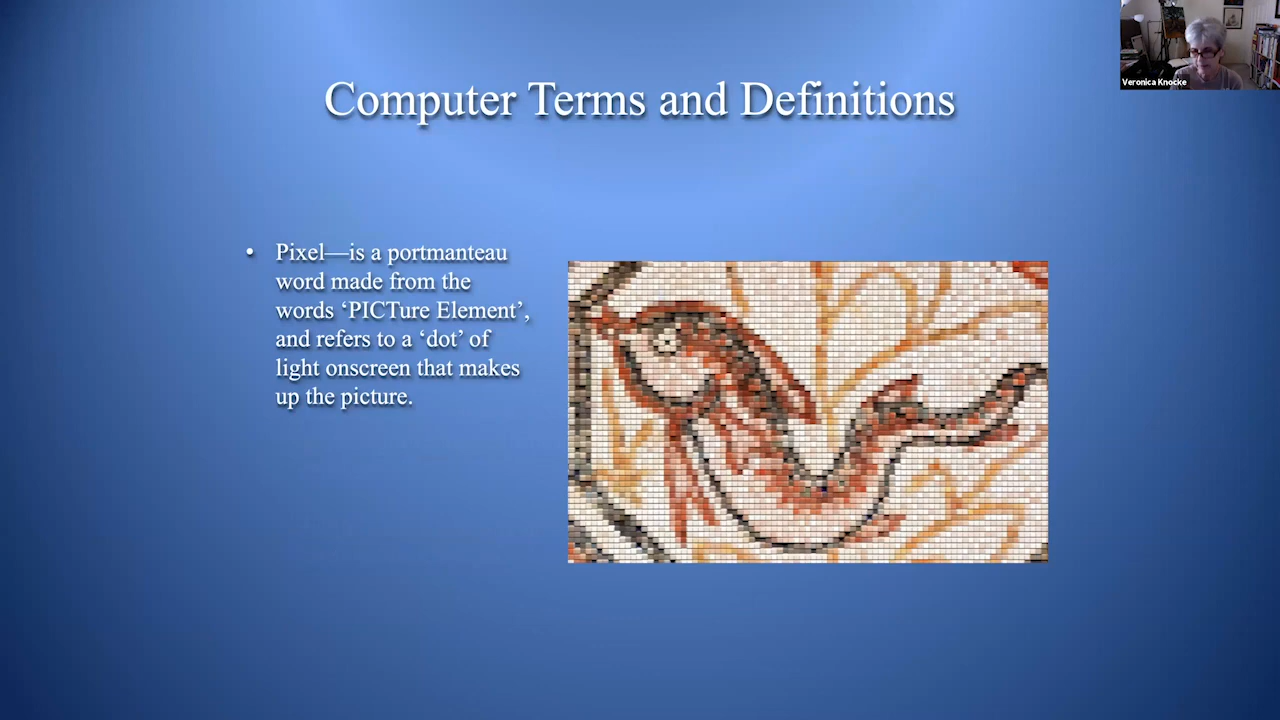 Computer Terms and Definitions
Veronica Knocke
• Pixel—is a portmanteau
word made from the
words ‘PICTure Element’,
and refers to a ‘dot’ of
light onscreen that makes
up the picture.